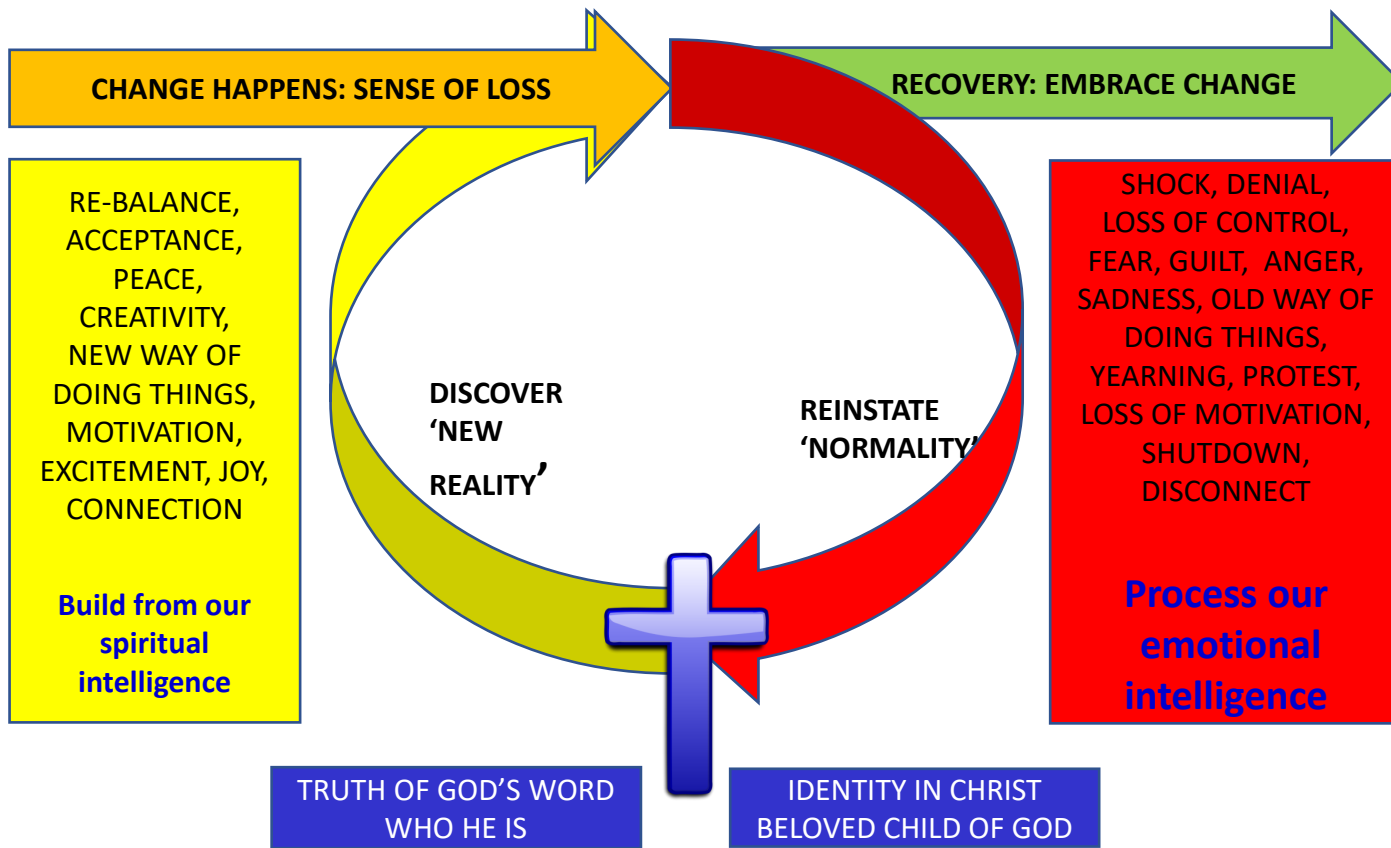 CHANGE HAPPENS: SENSE OF LOSS
RECOVERY: EMBRACE CHANGE
RE-BALANCE,
ACCEPTANCE,
PEACE,
CREATIVITY,
NEW WAY OF
DOING THINGS,
MOTIVATION,
EXCITEMENT, JOY,
CONNECTION
Build from our
spiritual
intelligence
DISCOVER
‘NEW
REALITY’
REINSTATE
‘NORMALITY’
SHOCK, DENIAL,
LOSS OF CONTROL,
FEAR, GUILT, ANGER,
SADNESS, OLD WAY OF
DOING THINGS,
YEARNING, PROTEST,
LOSS OF MOTIVATION,
SHUTDOWN,
DISCONNECT
Process our
emotional
intelligence
TRUTH OF GOD’S WORD
WHO HE IS
IDENTITY IN CHRIST
BELOVED CHILD OF GOD